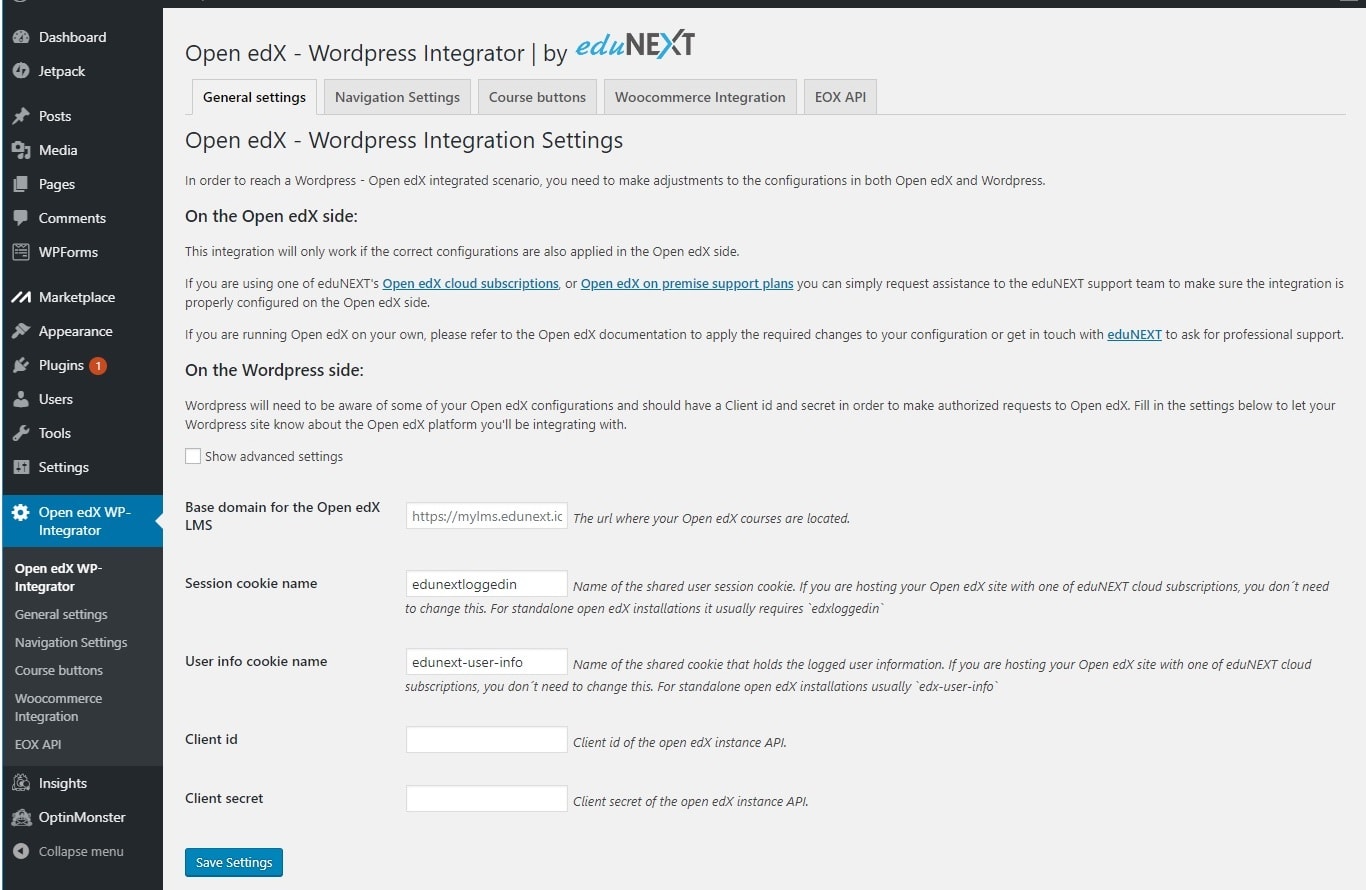 Dashboard
Jetpack
Posts
Media
Pages
Comments
WPForms
Marketplace
Appearance
Plugins 1
Users
Tools
Settings
Open edX WP-
Integrator
Open edX WP-
Integrator
General settings
Navigation Settings
Course buttons
Woocommerce
Integration
EOX API
Insights
OptinMonster
Collapse menu
Open edX - Wordpress Integrator | by eduNEXT
General settings Navigation Settings Course buttons Woocommerce Integration EOX API
Open edX - Wordpress Integration Settings
In order to reach a Wordpress - Open edX integrated scenario, you need to make adjustments to the configurations in both Open edX and Wordpress.
On the Open edX side:
This integration will only work if the correct configurations are also applied in the Open edX side.
If you are using one of eduNEXT's Open edX cloud subscriptions, or Open edX on premise support plans you can simply request assistance to the eduNEXT support team to make sure the integration is
properly configured on the Open edX side.
If you are running Open edX on your own, please refer to the Open edX documentation to apply the required changes to your configuration or get in touch with eduNEXT to ask for professional support.
On the Wordpress side:
Wordpress will need to be aware of some of your Open edX configurations and should have a Client id and secret in order to make authorized requests to Open edX. Fill in the settings below to let your
Wordpress site know about the Open edX platform you'll be integrating with.
Show advanced settings
Base domain for the Open edX
LMS
https://mylms.edunext.io The url where your Open edX courses are located.
Session cookie name
edunextloggedin Name of the shared user session cookie. If you are hosting your Open edX site with one of eduNEXT cloud subscriptions, you don´t need
to change this. For standalone open edX installations it usually requires `edxloggedin`
User info cookie name
edunext-user-info Name of the shared cookie that holds the logged user information. If you are hosting your Open edX site with one of eduNEXT cloud
subscriptions, you don´t need to change this. For standalone open edX installations usually `edx-user-info`
Client id
Client id of the open edX instance API.
Client secret
Client secret of the open edX instance API.
Save Settings